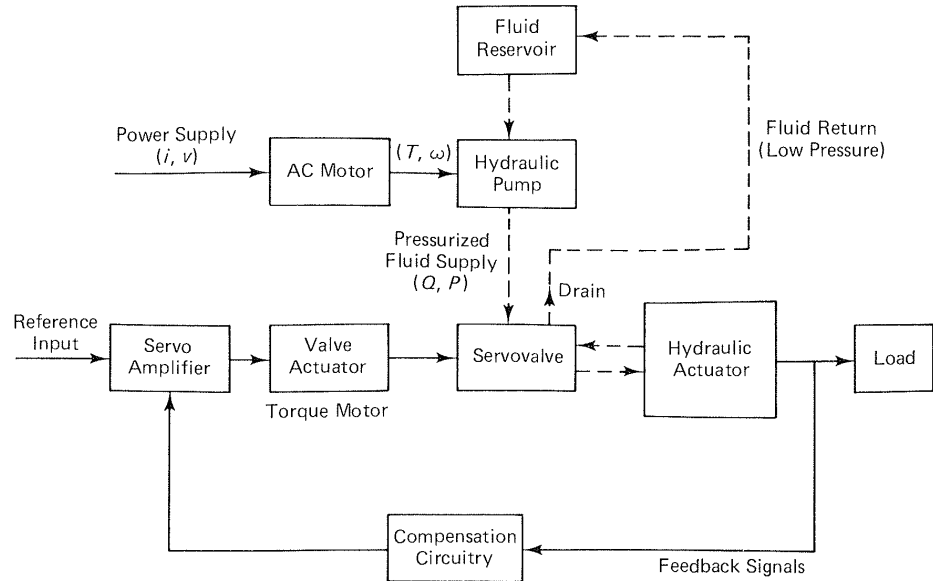 Fluid
Reservoir
Power Supply
(i, v)
AC Motor
(T, ω)
Hydraulic
Pump
Fluid Return
(Low Pressure)
Pressurized
Fluid Supply
(Q, P)
Drain
Reference
Input
Servo
Amplifier
Valve
Actuator
Torque Motor
Servovalve
Hydraulic
Actuator
Load
Compensation
Circuitry
Feedback Signals